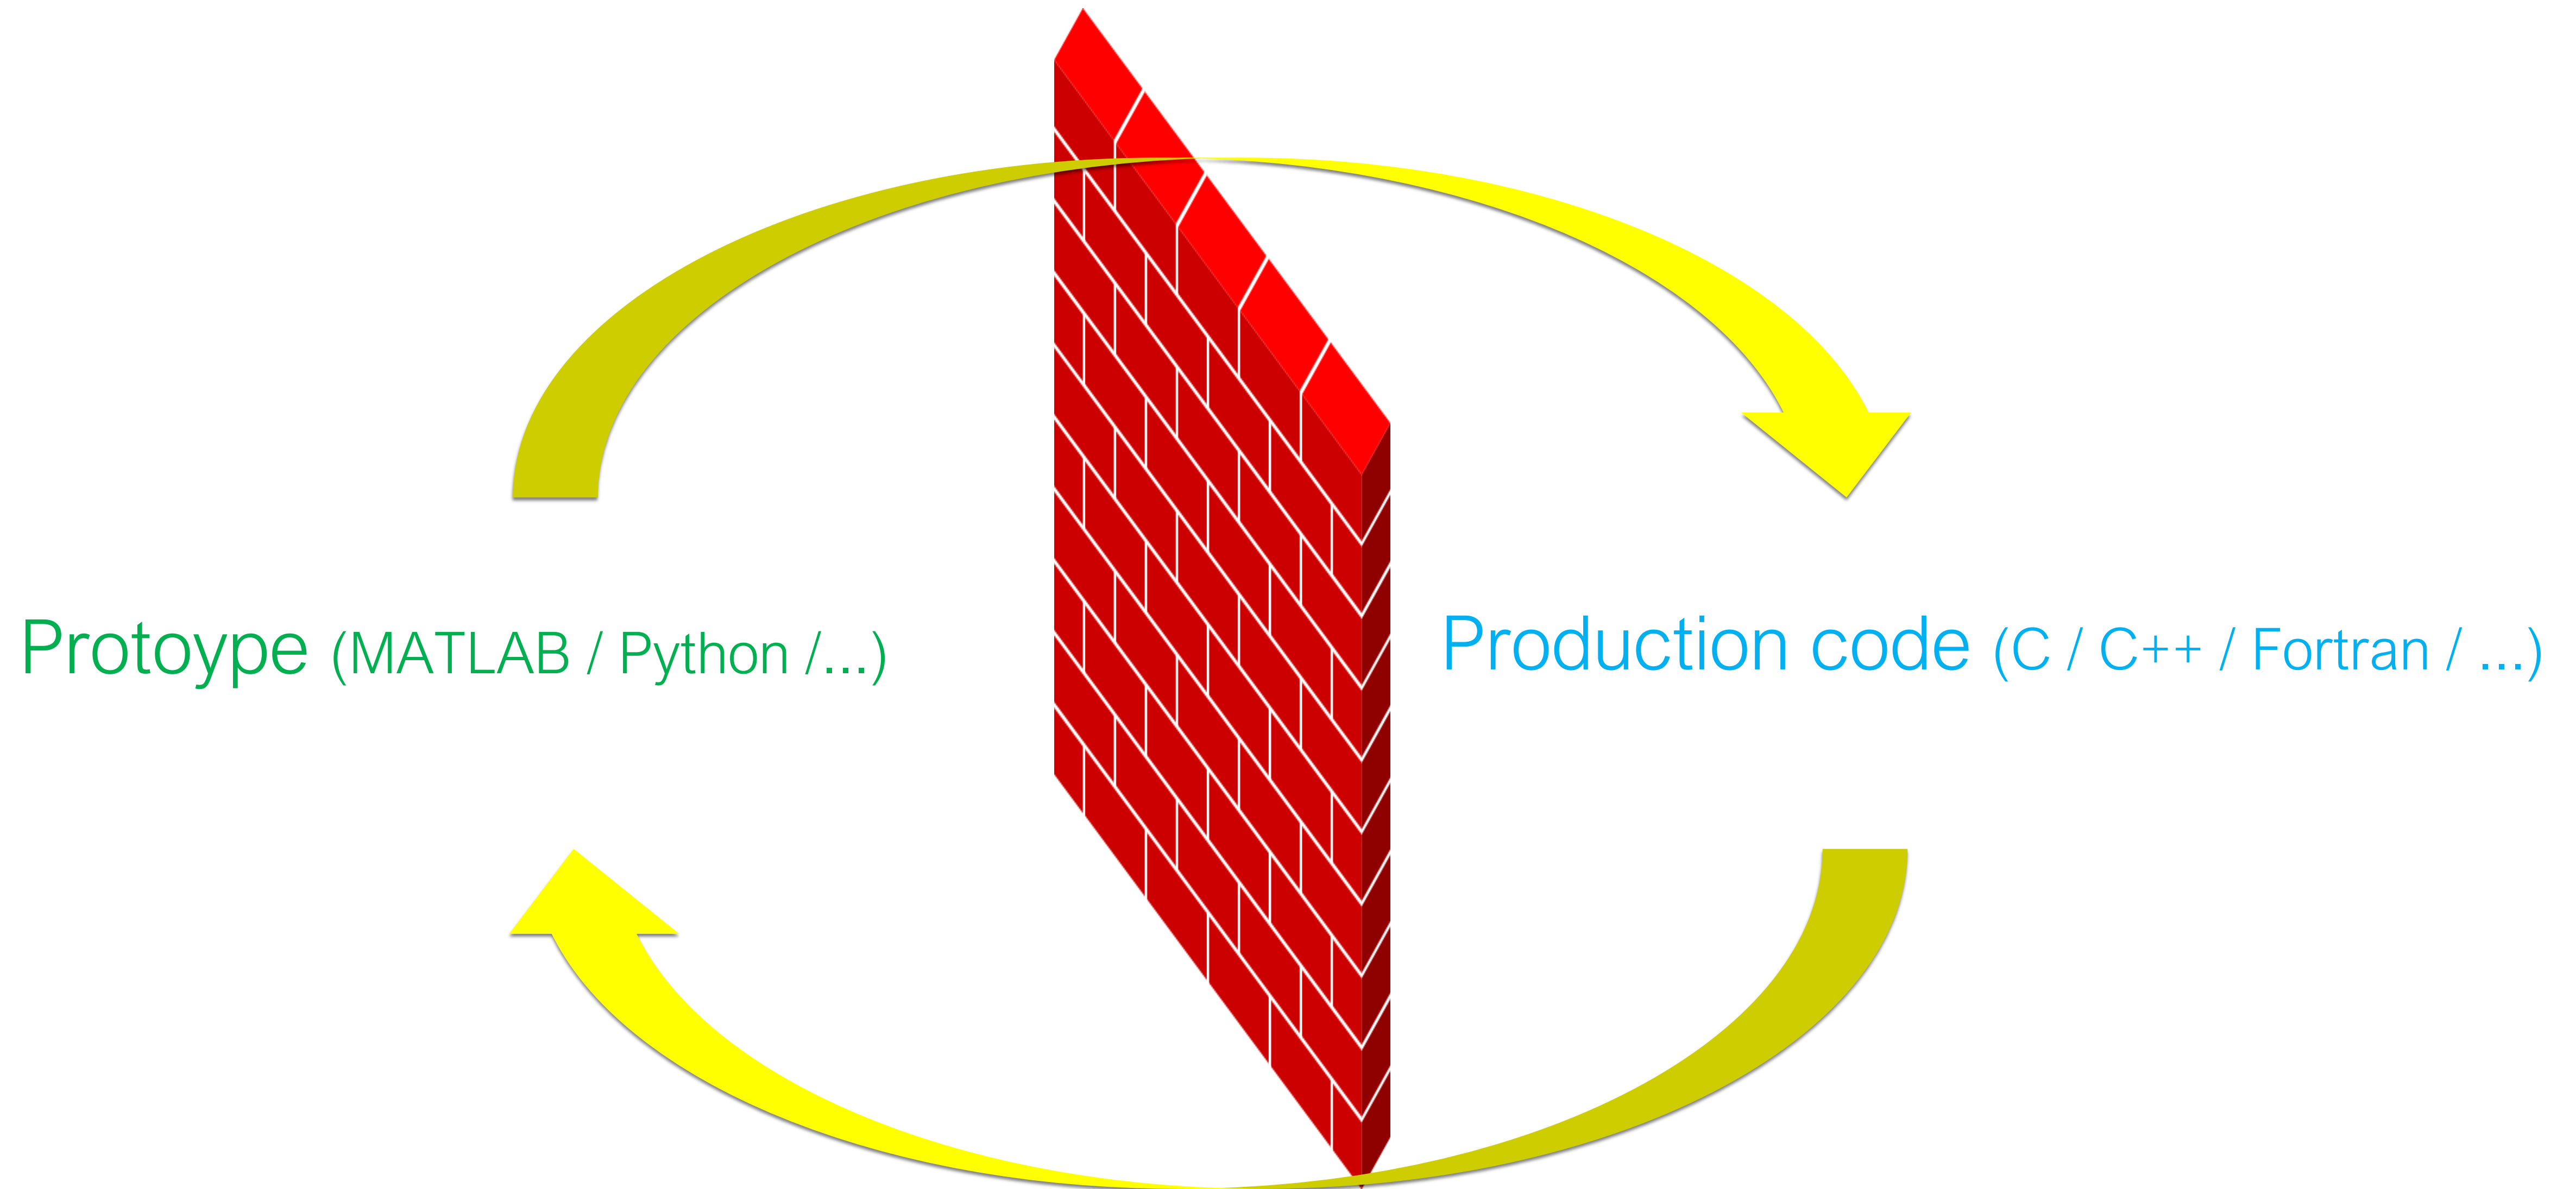 Protoype (MATLAB / Python /...)
Production code (C / C++ / Fortran / ...)